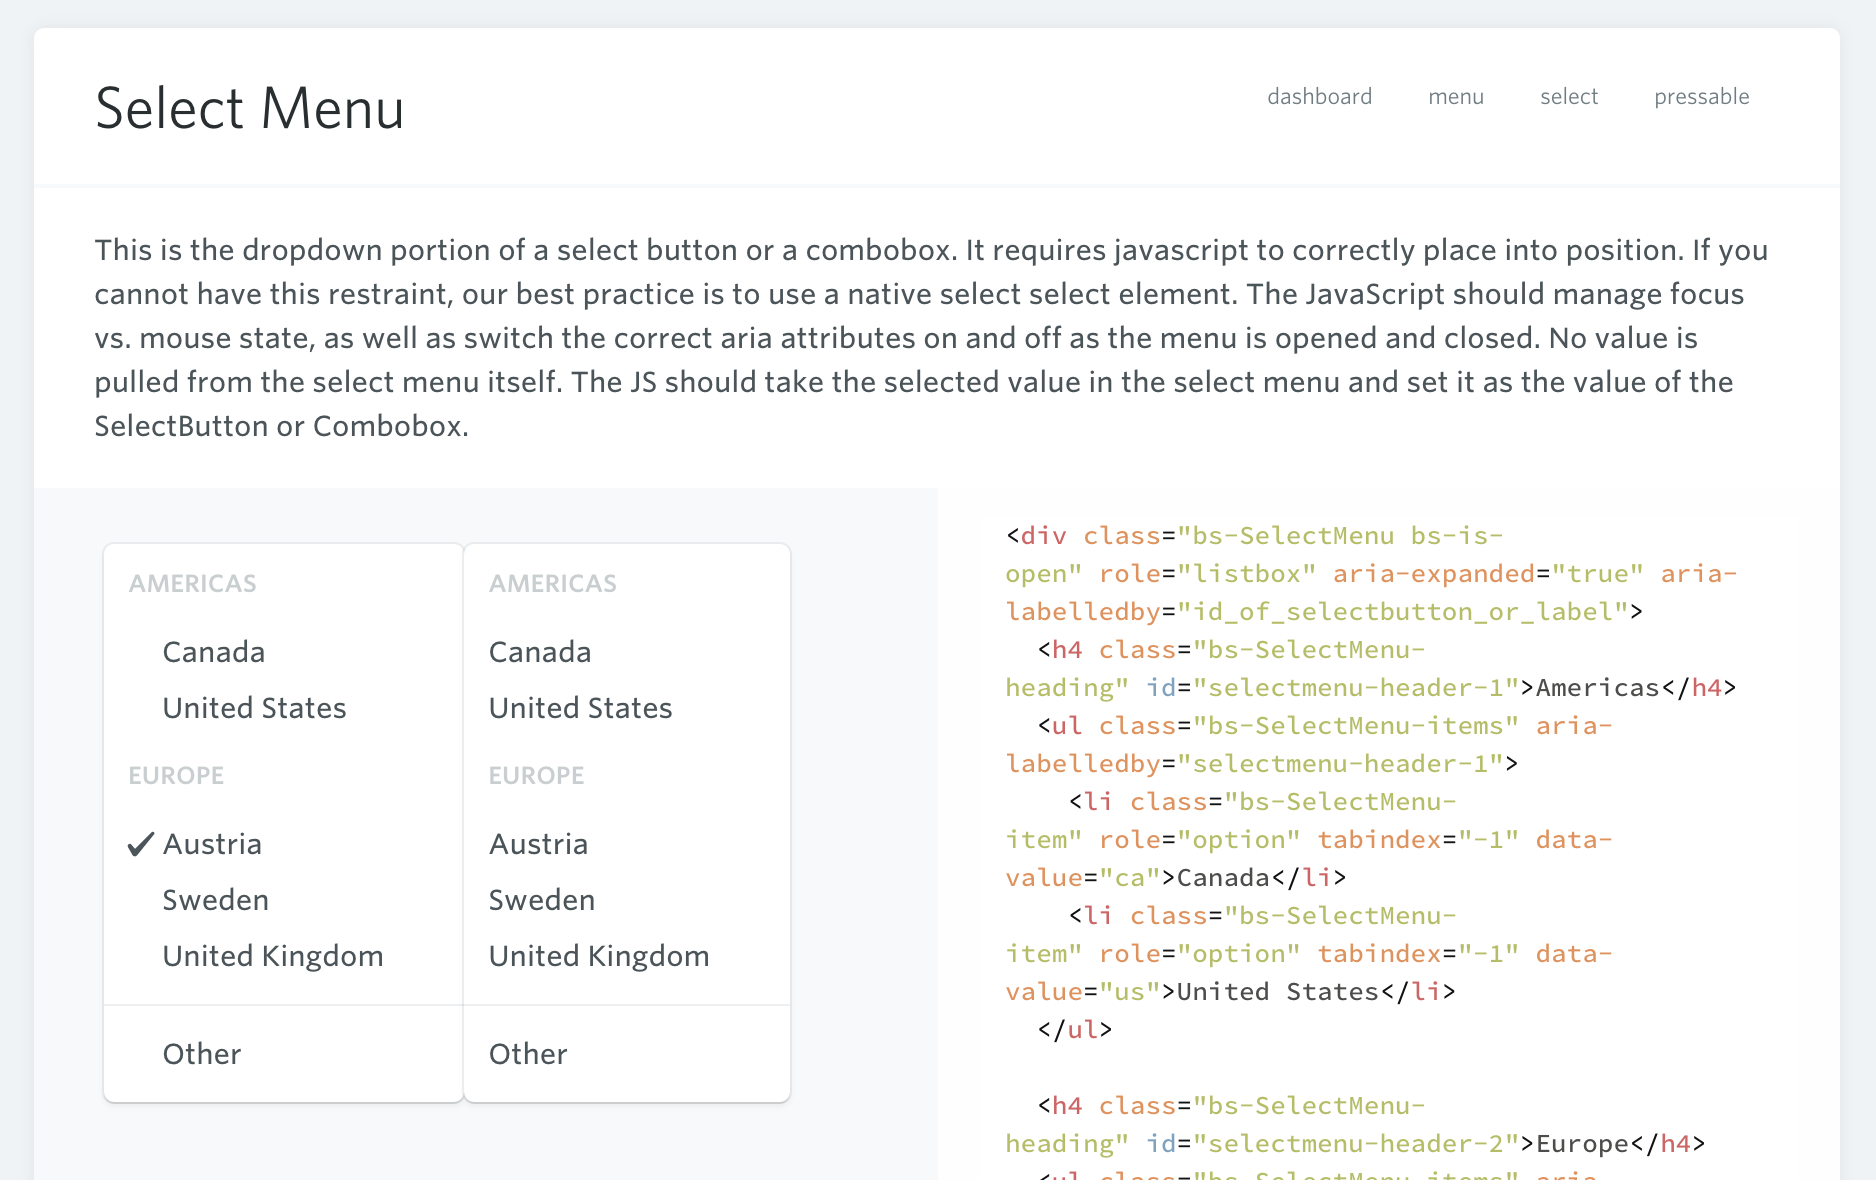 Select Menu
dashboard menu select pressable
This is the dropdown portion of a select button or a combobox. It requires javascript to correctly place into position. If you
cannot have this restraint, our best practice is to use a native select select element. The JavaScript should manage focus
vs. mouse state, as well as switch the correct aria attributes on and off as the menu is opened and closed. No value is
pulled from the select menu itself. The JS should take the selected value in the select menu and set it as the value of the
SelectButton or Combobox.
AMERICAS
Canada
United States
EUROPE
✓ Austria
Sweden
United Kingdom
Other
AMERICAS
Canada
United States
EUROPE
Austria
Sweden
United Kingdom
Other
<div class="bs-SelectMenu bs-is-
open" role="listbox" aria-expanded="true" aria-
labelledby="id_of_selectbutton_or_label">
  <h4 class="bs-SelectMenu-
heading" id="selectmenu-header-1">Americas</h4>
  <ul class="bs-SelectMenu-items" aria-
labelledby="selectmenu-header-1">
    <li class="bs-SelectMenu-
item" role="option" tabindex="-1" data-
value="ca">Canada</li>
    <li class="bs-SelectMenu-
item" role="option" tabindex="-1" data-
value="us">United States</li>
  </ul>
  <h4 class="bs-SelectMenu-
heading" id="selectmenu-header-2">Europe</h4>
  <ul class="bs-SelectMenu-items" aria-